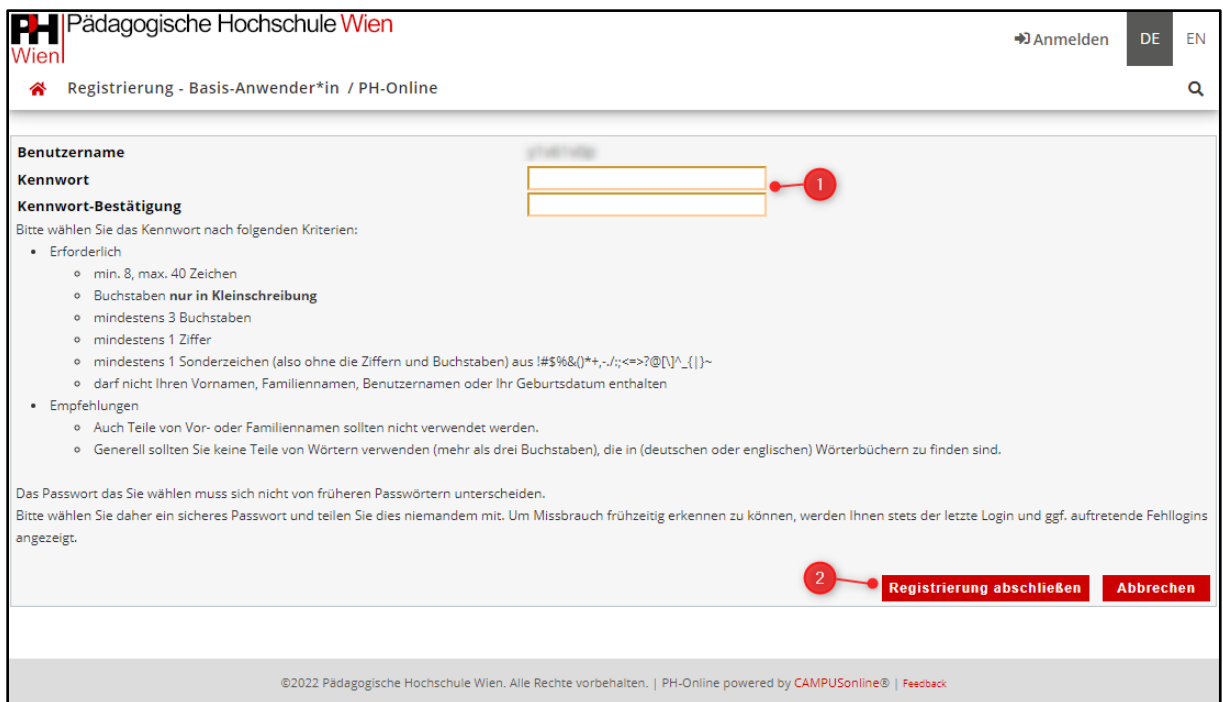 PH Wien
Pädagogische Hochschule Wien
Anmelden DE EN
Registrierung - Basis-Anwender*in / PH-Online
Benutzername
Kennwort
1
Kennwort-Bestätigung
Bitte wählen Sie das Kennwort nach folgenden Kriterien:
• Erforderlich
◦ min. 8, max. 40 Zeichen
◦ Buchstaben nur in Kleinschreibung
◦ mindestens 3 Buchstaben
◦ mindestens 1 Ziffer
◦ mindestens 1 Sonderzeichen (also ohne die Ziffern und Buchstaben) aus !#$%&()*+,-./:;<=>?@[\]^_{|}~
◦ darf nicht Ihren Vornamen, Familiennamen, Benutzernamen oder Ihr Geburtsdatum enthalten
• Empfehlungen
◦ Auch Teile von Vor- oder Familiennamen sollten nicht verwendet werden.
◦ Generell sollten Sie keine Teile von Wörtern verwenden (mehr als drei Buchstaben), die in (deutschen oder englischen) Wörterbüchern zu finden sind.
Das Passwort das Sie wählen muss sich nicht von früheren Passwörtern unterscheiden.
Bitte wählen Sie daher ein sicheres Passwort und teilen Sie dies niemandem mit. Um Missbrauch frühzeitig erkennen zu können, werden Ihnen stets der letzte Login und ggf. auftretende Fehllogins
angezeigt.
2
Registrierung abschließen Abbrechen
©2022 Pädagogische Hochschule Wien. Alle Rechte vorbehalten. | PH-Online powered by CAMPUSonline® | Feedback